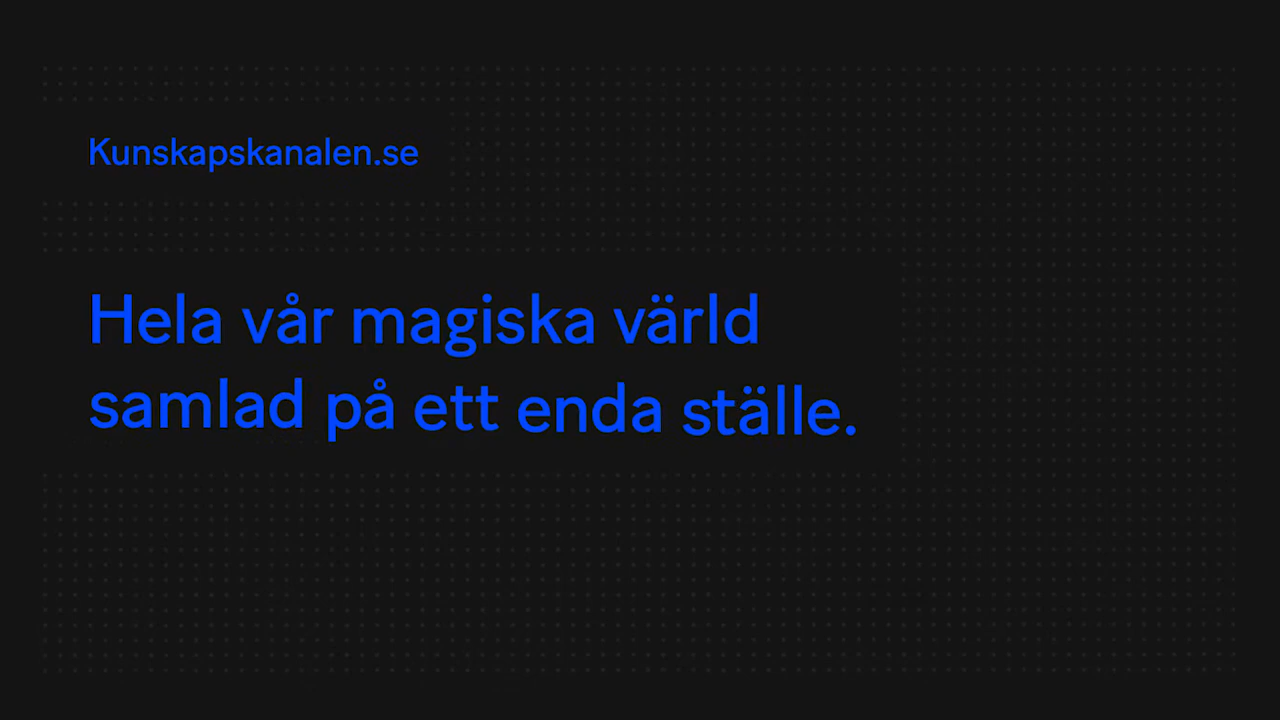 Kunskapskanalen.se
Hela vår magiska värld
samlad på ett enda ställe.